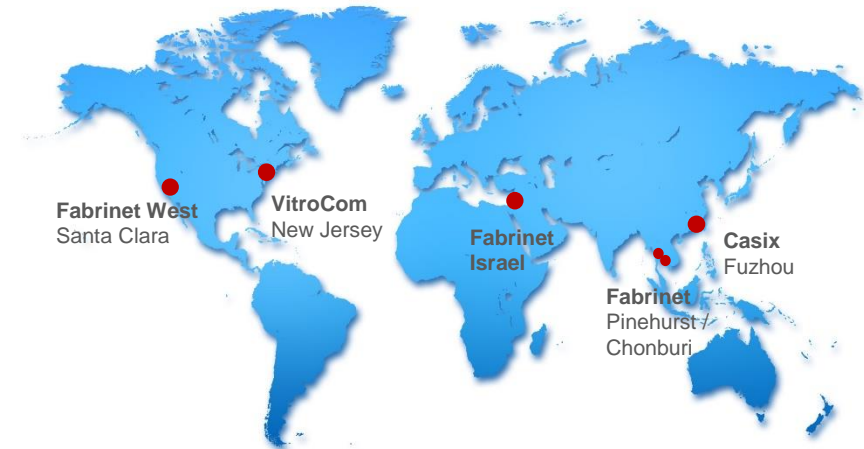 Fabrinet West
Santa Clara
VitroCom
New Jersey
Fabrinet
Israel
Casix
Fuzhou
Fabrinet
Pinehurst /
Chonburi